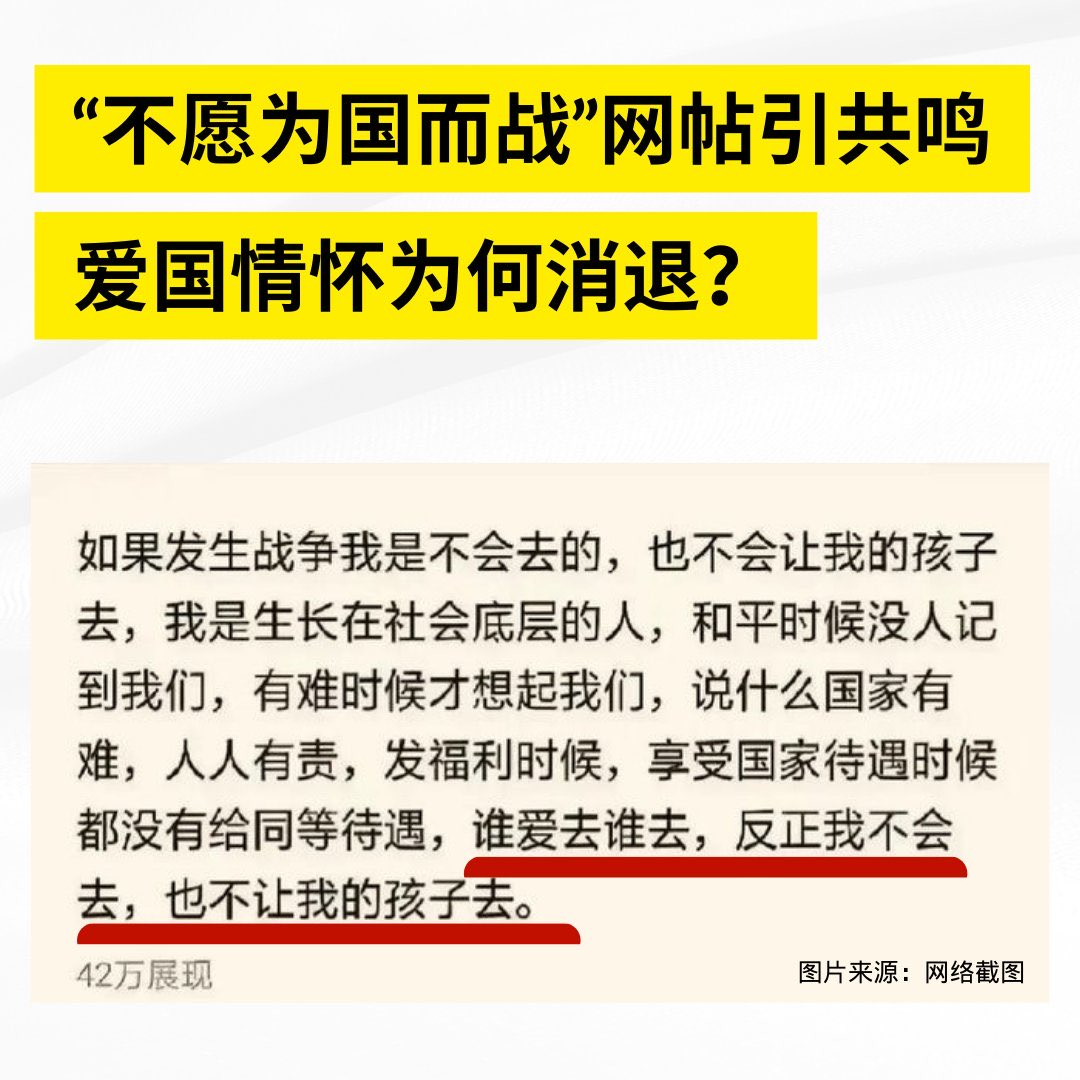 “不愿为国而战”网帖引共鸣
爱国情怀为何消退？
如果发生战争我是不会去的，也不会让我的孩子
去，我是生长在社会底层的人，和平时候没人记
到我们，有难时候才想起我们，说什么国家有
难，人人有责，发福利时候，享受国家待遇时候
都没有给同等待遇，谁爱去谁去，反正我不会
去，也不让我的孩子去。
42万展现
图片来源：网络截图